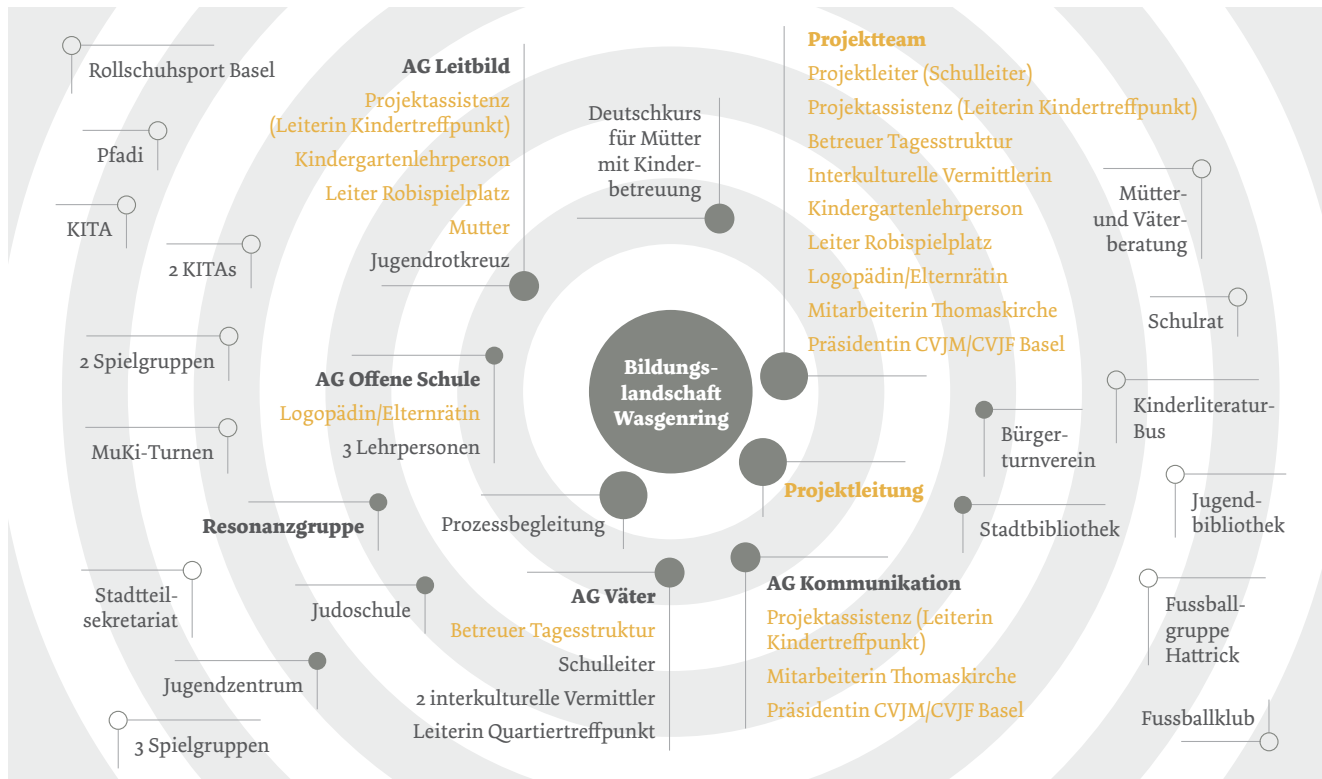 Rollschuhsport Basel
Pfadi
KITA
2 KITAs
2 Spielgruppen
MuKi-Turnen
AG Leitbild
Projektassistenz
(Leiterin Kindertreffpunkt)
Kindergartenlehrperson
Leiter Robispielplatz
Mutter
Jugendrotkreuz
AG Offene Schule
Logopädin/Elternrätin
3 Lehrpersonen
Resonanzgruppe
Deutschkurs
für Mütter
mit Kinder-
betreuung
Bildungs-
landschaft
Wasgenring
Projektteam
Projektleiter (Schulleiter)
Projektassistenz (Leiterin Kindertreffpunkt)
Betreuer Tagesstruktur
Interkulturelle Vermittlerin
Kindergartenlehrperson
Leiter Robispielplatz
Logopädin/Elternrätin
Mitarbeiterin Thomaskirche
Präsidentin CVJM/CVJF Basel
Mütter-
und Väter-
beratung
Schulrat
Kinderliteratur-
Bus
Bürger-
turnverein
Projektleitung
Stadtbibliothek
Jugend-
bibliothek
Prozessbegleitung
Stadtteil-
sekretariat
Judoschule
Jugendzentrum
3 Spielgruppen
AG Väter
Betreuer Tagesstruktur
Schulleiter
2 interkulturelle Vermittler
Leiterin Quartiertreffpunkt
AG Kommunikation
Projektassistenz (Leiterin
Kindertreffpunkt)
Mitarbeiterin Thomaskirche
Präsidentin CVJM/CVJF Basel
Fussball-
gruppe
Hattrick
Fussballklub